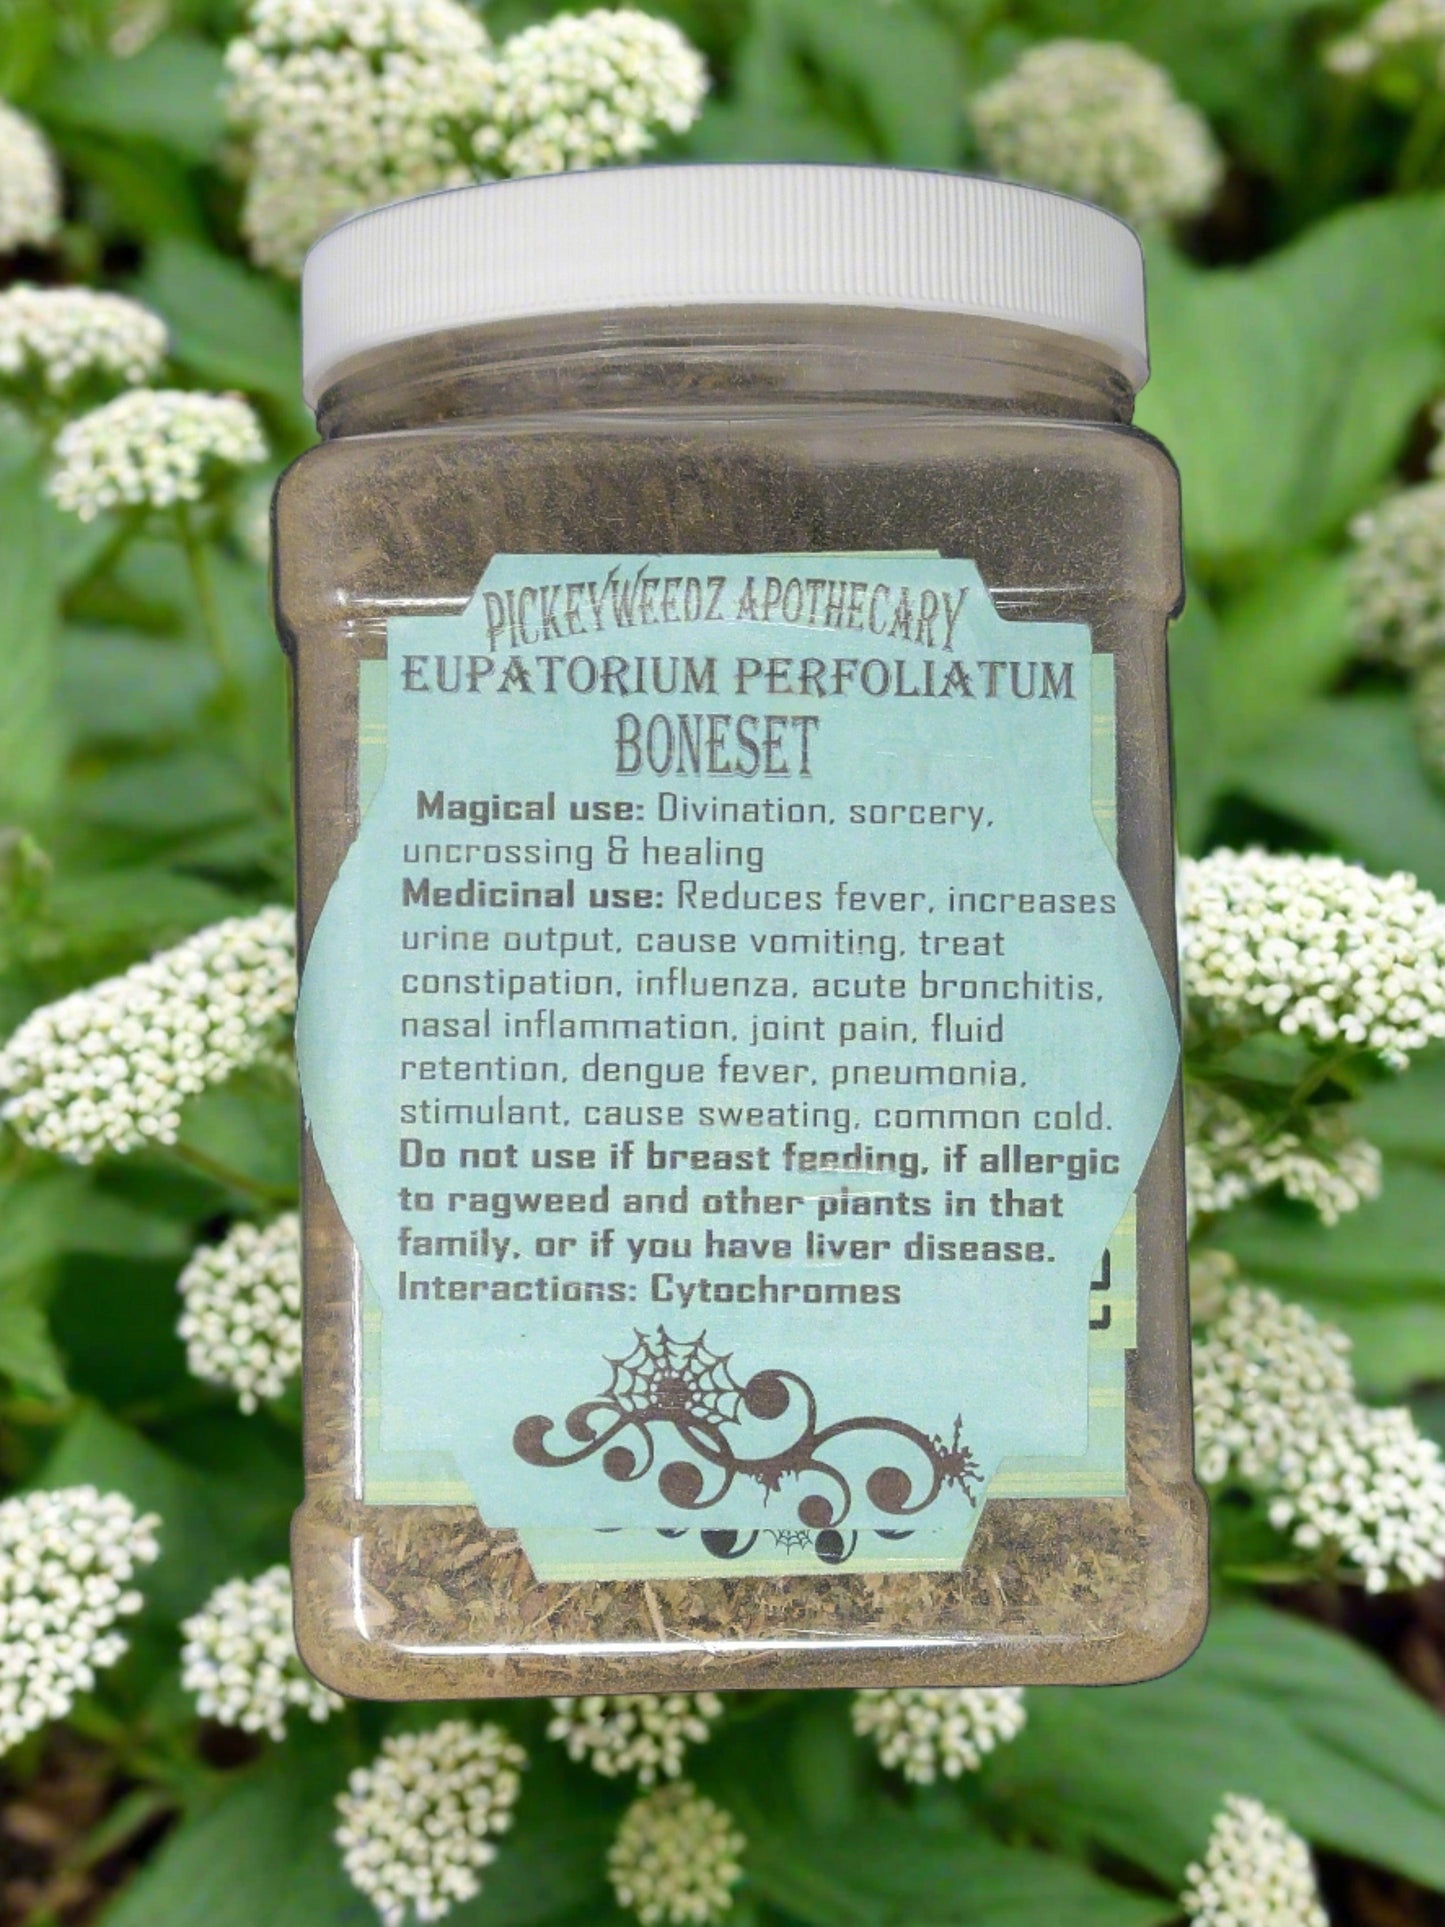 PICKEYWEEDZ APOTHECARY
EUPATORIUM PERFOLIATUM
BONESET
Magical use: Divination, sorcery,
uncrossing & healing
Medicinal use: Reduces fever, increases
urine output, cause vomiting, treat
constipation, influenza, acute bronchitis,
nasal inflammation, joint pain, fluid
retention, dengue fever, pneumonia,
stimulant, cause sweating, common cold.
Do not use if breast feeding, if allergic
to ragweed and other plants in that
family, or if you have liver disease.
Interactions: Cytochromes